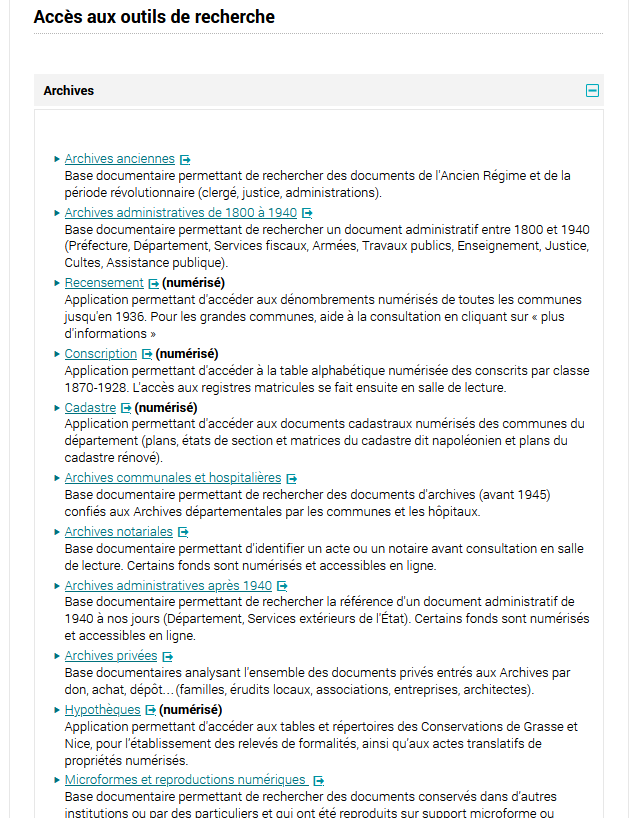 Accès aux outils de recherche
Archives
Archives anciennes
Base documentaire permettant de rechercher des documents de l'Ancien Régime et de la
période révolutionnaire (clergé, justice, administrations).
Archives administratives de 1800 à 1940
Base documentaire permettant de rechercher un document administratif entre 1800 et 1940
(Préfecture, Département, Services fiscaux, Armées, Travaux publics, Enseignement, Justice,
Cultes, Assistance publique).
Recensement (numérisé)
Application permettant d'accéder aux dénombrements numérisés de toutes les communes
jusqu'en 1936. Pour les grandes communes, aide à la consultation en cliquant sur « plus
d'informations »
Conscription (numérisé)
Application permettant d'accéder à la table alphabétique numérisée des conscrits par classe
1870-1928. L'accès aux registres matricules se fait ensuite en salle de lecture.
Cadastre (numérisé)
Application permettant d'accéder aux documents cadastraux numérisés des communes du
département (plans, états de section et matrices du cadastre dit napoléonien et plans du
cadastre rénové).
Archives communales et hospitalières
Base documentaire permettant de rechercher des documents d'archives (avant 1945)
confiés aux Archives départementales par les communes et les hôpitaux.
Archives notariales
Base documentaire permettant d'identifier un acte ou un notaire avant consultation en salle
de lecture. Certains fonds sont numérisés et accessibles en ligne.
Archives administratives après 1940
Base documentaire permettant de rechercher la référence d'un document administratif de
1940 à nos jours (Département, Services extérieurs de l'État). Certains fonds sont numérisés
et accessibles en ligne.
Archives privées
Base documentaires analysant l'ensemble des documents privés entrés aux Archives par
don, achat, dépôt... (familles, érudits locaux, associations, entreprises, architectes).
Hypothèques (numérisé)
Application permettant d'accéder aux tables et répertoires des Conservations de Grasse et
Nice, pour l'établissement des relevés de formalités, ainsi qu'aux actes translatifs de
propriétés numérisés.
Microformes et reproductions numériques
Base documentaire permettant de rechercher des documents conservés dans d'autres
institutions ou par des particuliers et qui ont été reproduits sur support microforme ou